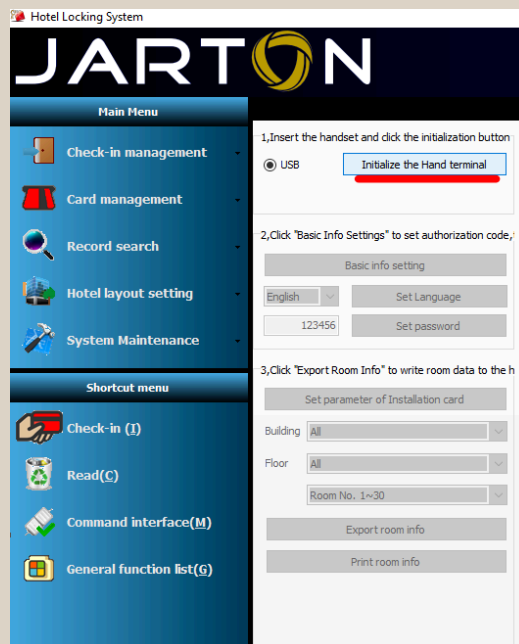 Hotel Locking System
JARTON
Main Menu
Check-in management
Card management
Record search
Hotel layout setting
System Maintenance
Shortcut menu
Check-in (I)
Read(C)
Command interface(M)
General function list(G)
1,Insert the handset and click the initialization button
USB
Initialize the Hand terminal
2,Click "Basic Info Settings" to set authorization code,
Basic info setting
English
Set Language
123456
Set password
3,Click "Export Room Info" to write room data to the h
Set parameter of Installation card
Building
All
Floor
All
Room No. 1~30
Export room info
Print room info